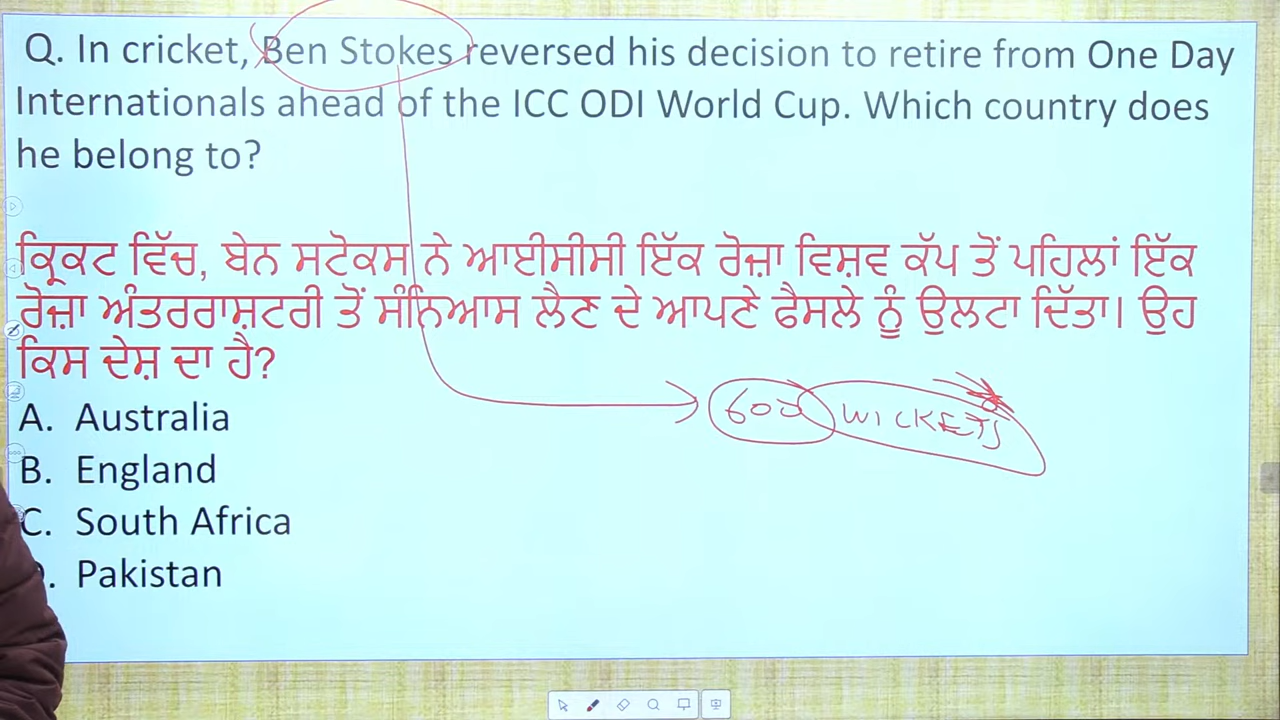 Q. In cricket, Ben Stokes reversed his decision to retire from One Day
Internationals ahead of the ICC ODI World Cup. Which country does
he belong to?
ਕ੍ਰਿਕਟ ਵਿੱਚ, ਬੇਨ ਸਟੋਕਸ ਨੇ ਆਈਸੀਸੀ ਇੱਕ ਰੋਜ਼ਾ ਵਿਸ਼ਵ ਕੱਪ ਤੋਂ ਪਹਿਲਾਂ ਇੱਕ
ਰੋਜ਼ਾ ਅੰਤਰਰਾਸ਼ਟਰੀ ਤੋਂ ਸੰਨਿਆਸ ਲੈਣ ਦੇ ਆਪਣੇ ਫੈਸਲੇ ਨੂੰ ਉਲਟਾ ਦਿੱਤਾ। ਉਹ
ਕਿਸ ਦੇਸ਼ ਦਾ ਹੈ?
600 WICKETS
A. Australia
B. England
C. South Africa
D. Pakistan